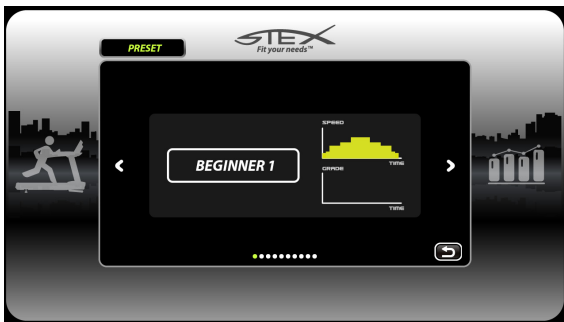 PRESET
STEX
Fit your needs™
BEGINNER 1
SPEED
TIME
GRADE
TIME